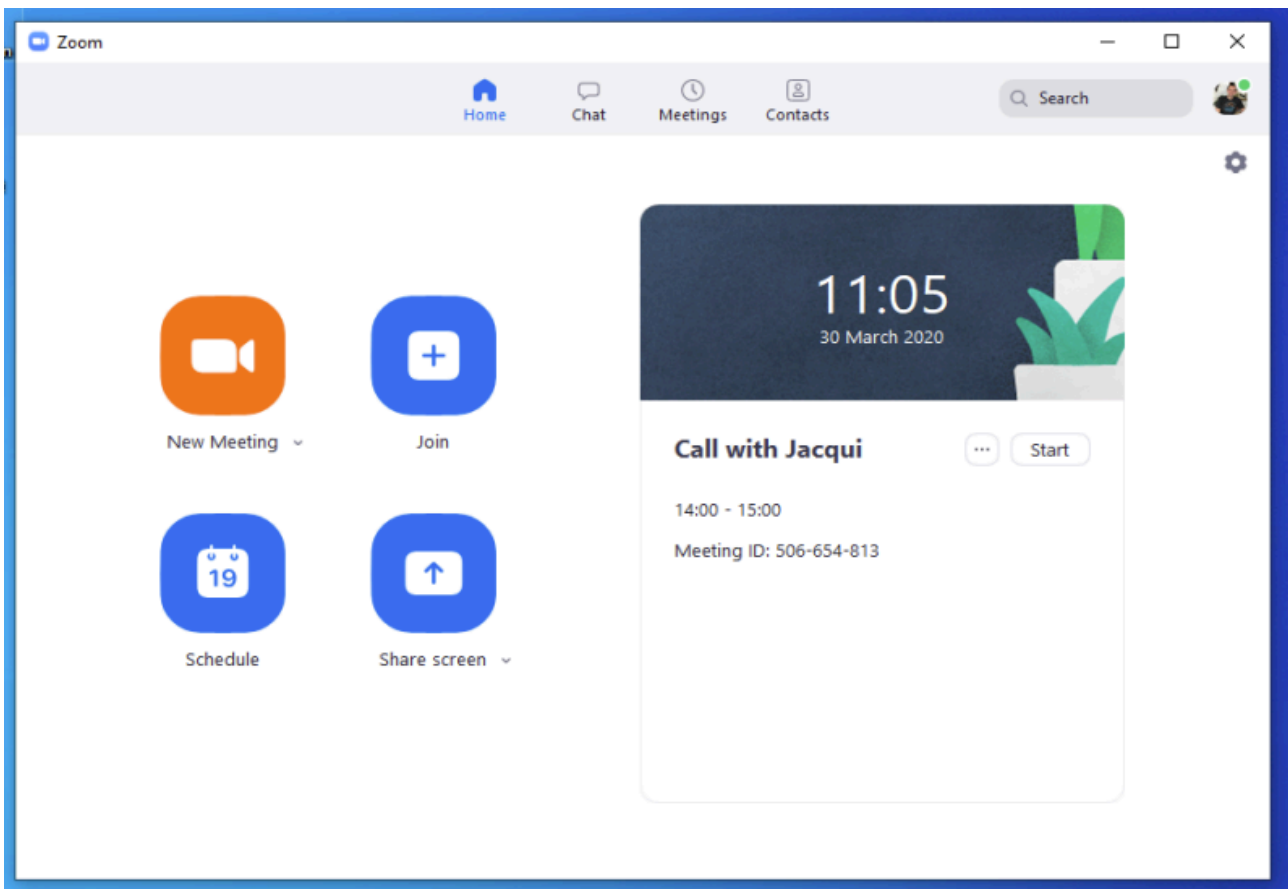 Zoom
Home
Chat
Meetings
Contacts
Search
11:05
30 March 2020
New Meeting
Join
Call with Jacqui
...
Start
14:00 - 15:00
Meeting ID: 506-654-813
19
Schedule
Share screen